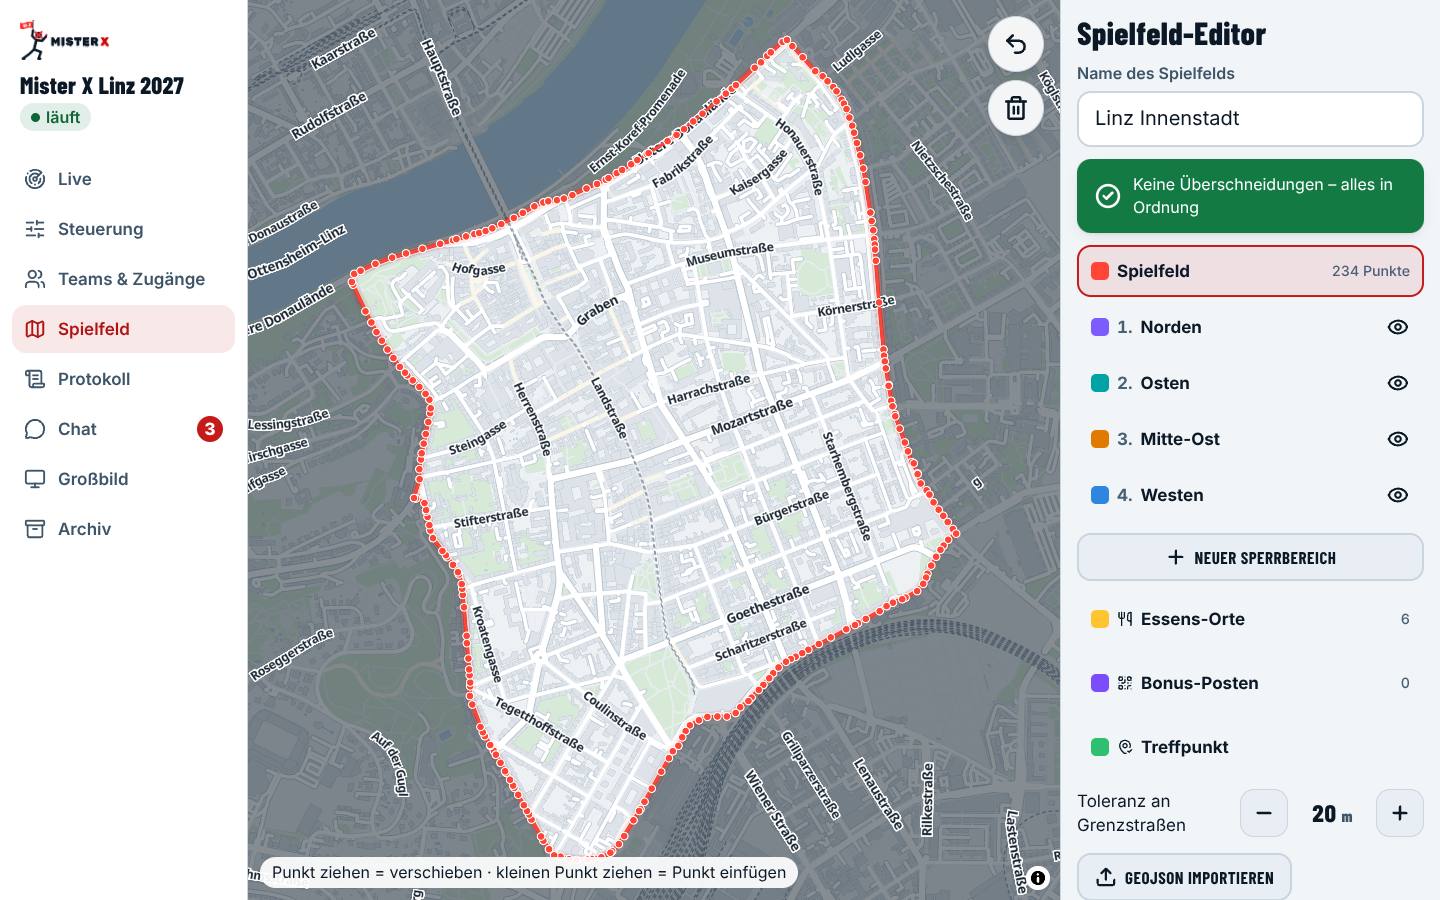 MISTER X
Mister X Linz 2027
läuft
Live
Steuerung
Teams & Zugänge
Spielfeld
Protokoll
Chat
3
Großbild
Archiv
Kaarstraße
Hauptstraße
Rudolfstraße
Ludlgasse
Ernst-Koref-Promenade
Fabrikstraße
Honauerstraße
Kaisergasse
Nietzschestraße
Donaustraße
Ottensheim-Linz
Hofgasse
Museumstraße
Graben
Körnerstraße
Harrachstraße
Landstraße
Herrenstraße
Mozartstraße
Lessingstraße
Steingasse
Starhembergstraße
Stifterstraße
Bürgerstraße
Goethestraße
Scharitzerstraße
Kroatengasse
Roseggerstraße
Coulinstraße
Tegetthoffstraße
Auf der Gugl
Grillparzerstraße
Wiener Straße
Lenaustraße
Rilkestraße
Lastenstraße
Punkt ziehen = verschieben · kleinen Punkt ziehen = Punkt einfügen
Spielfeld-Editor
Name des Spielfelds
Linz Innenstadt
Keine Überschneidungen – alles in
Ordnung
Spielfeld
234 Punkte
1. Norden
2. Osten
3. Mitte-Ost
4. Westen
NEUER SPERRBEREICH
Essens-Orte
6
Bonus-Posten
0
Treffpunkt
Toleranz an
Grenzstraßen
20 m
GEOJSON IMPORTIEREN